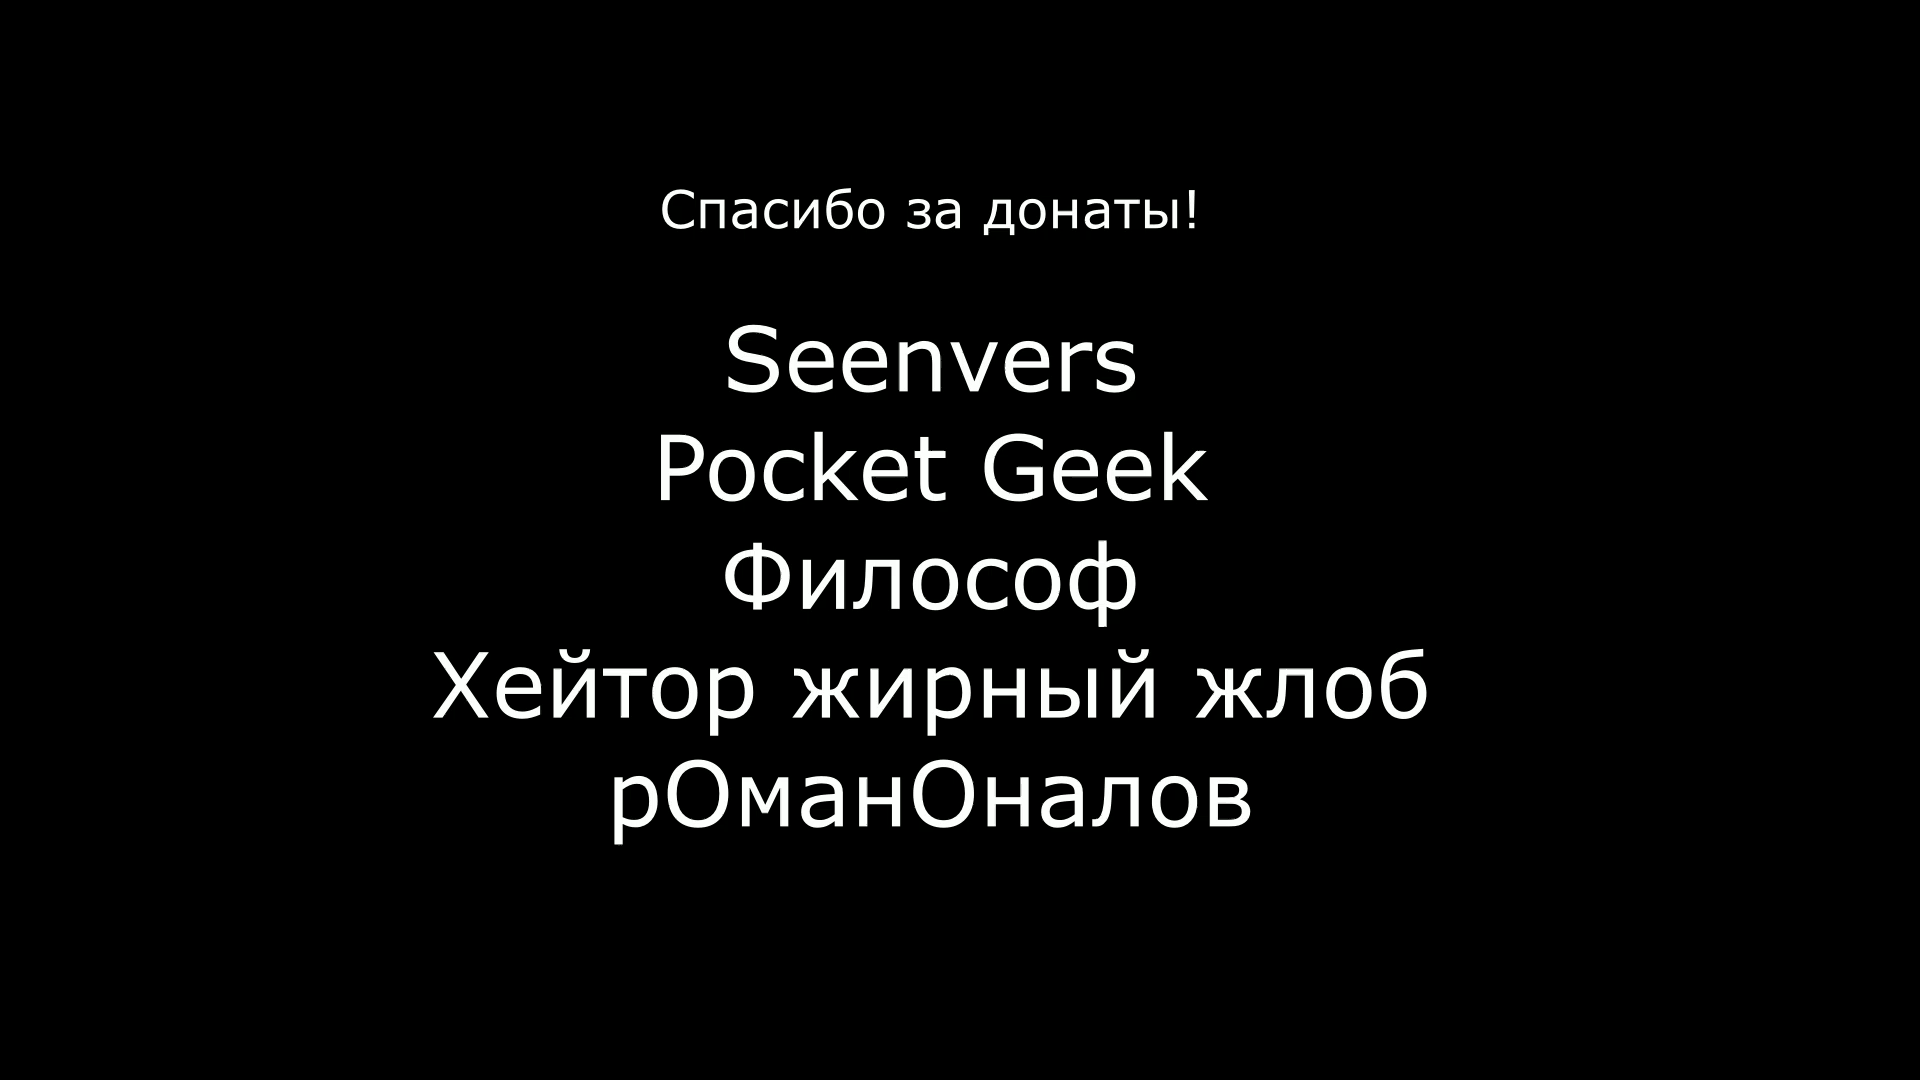 Спасибо за донаты!
Seenvers
Pocket Geek
Философ
Хейтор жирный жлоб
рОманОналов